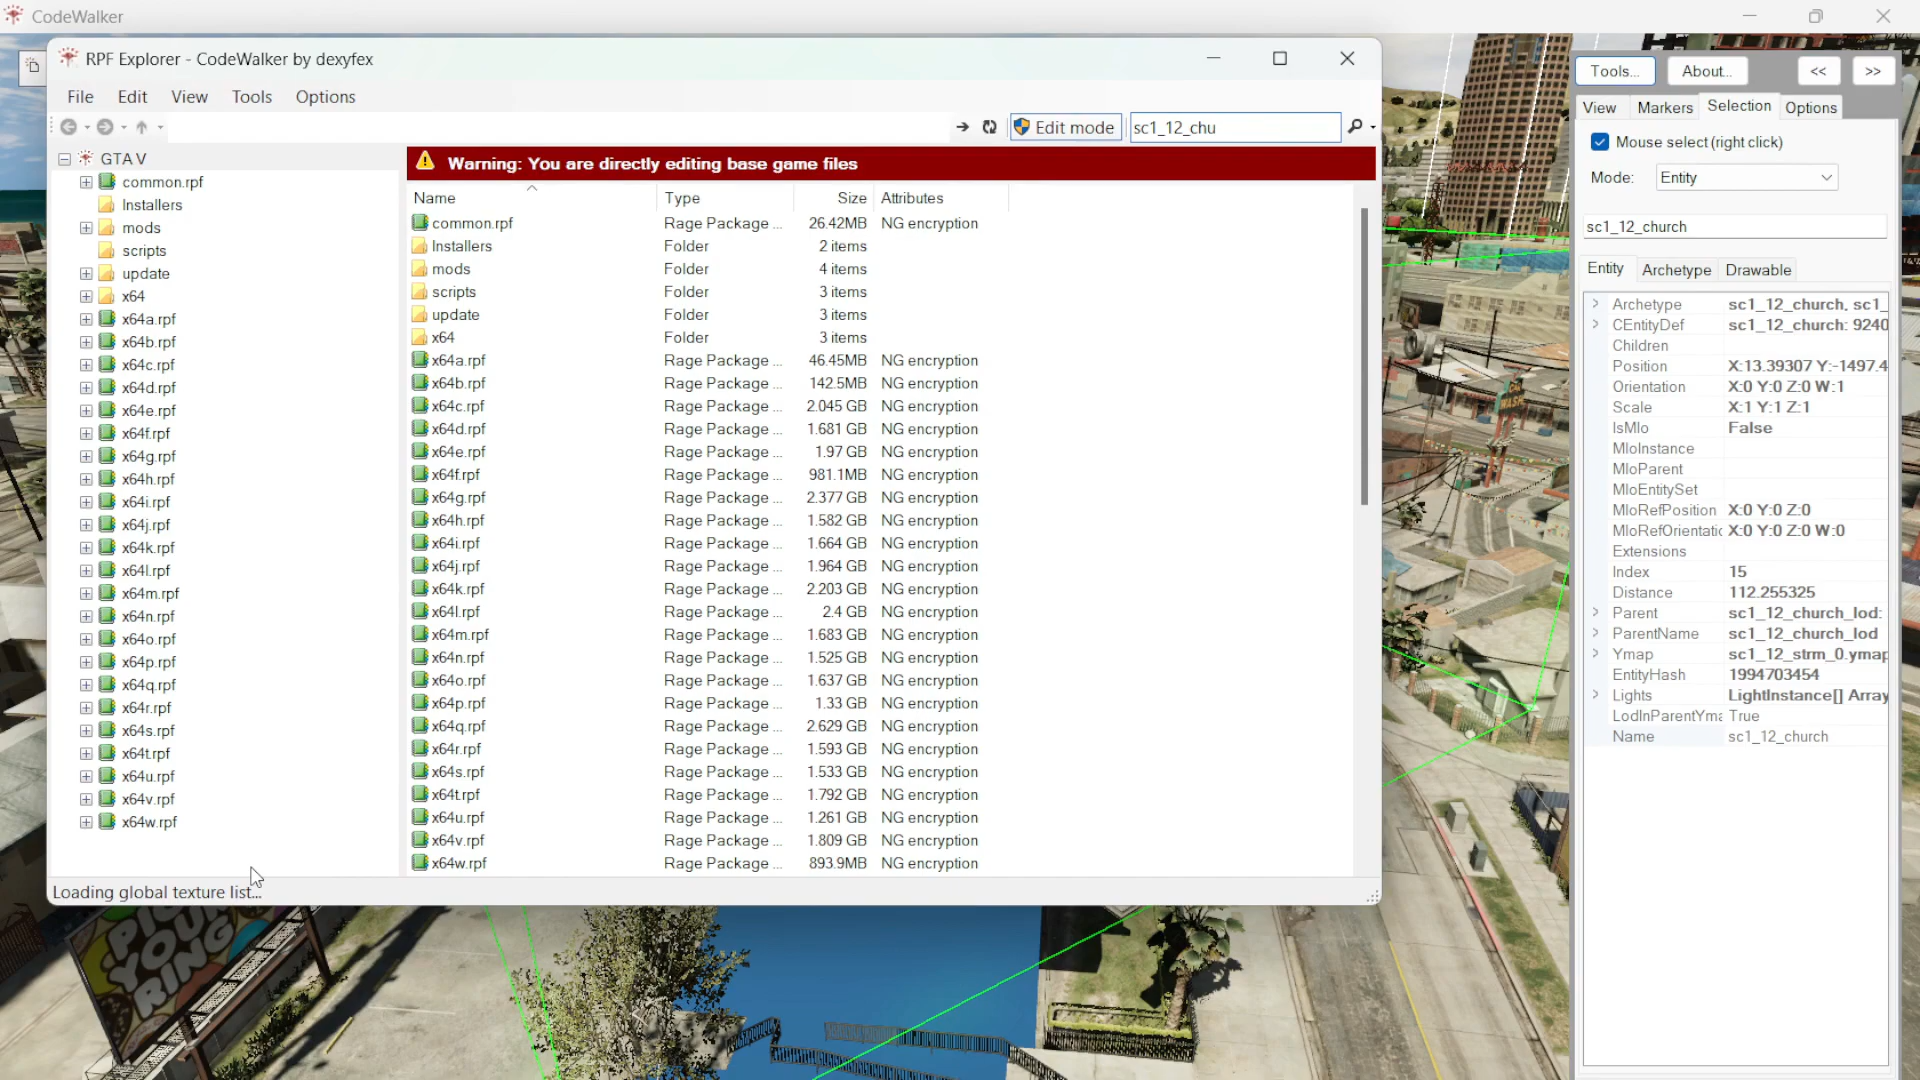 CodeWalker
RPF Explorer - CodeWalker by dexyfex
File Edit View Tools Options
Edit mode sc1_12_chu
Warning: You are directly editing base game files
GTA V
common.rpf
Installers
mods
scripts
update
x64
x64a.rpf
x64b.rpf
x64c.rpf
x64d.rpf
x64e.rpf
x64f.rpf
x64g.rpf
x64h.rpf
x64i.rpf
x64j.rpf
x64k.rpf
x64l.rpf
x64m.rpf
x64n.rpf
x64o.rpf
x64p.rpf
x64q.rpf
x64r.rpf
x64s.rpf
x64t.rpf
x64u.rpf
x64v.rpf
x64w.rpf
Name Type Size Attributes
common.rpf Rage Package ... 26.42MB NG encryption
Installers Folder 2 items
mods Folder 4 items
scripts Folder 3 items
update Folder 3 items
x64 Folder 3 items
x64a.rpf Rage Package ... 46.45MB NG encryption
x64b.rpf Rage Package ... 142.5MB NG encryption
x64c.rpf Rage Package ... 2.045 GB NG encryption
x64d.rpf Rage Package ... 1.681 GB NG encryption
x64e.rpf Rage Package ... 1.97 GB NG encryption
x64f.rpf Rage Package ... 981.1MB NG encryption
x64g.rpf Rage Package ... 2.377 GB NG encryption
x64h.rpf Rage Package ... 1.582 GB NG encryption
x64i.rpf Rage Package ... 1.664 GB NG encryption
x64j.rpf Rage Package ... 1.964 GB NG encryption
x64k.rpf Rage Package ... 2.203 GB NG encryption
x64l.rpf Rage Package ... 2.4 GB NG encryption
x64m.rpf Rage Package ... 1.683 GB NG encryption
x64n.rpf Rage Package ... 1.525 GB NG encryption
x64o.rpf Rage Package ... 1.637 GB NG encryption
x64p.rpf Rage Package ... 1.33 GB NG encryption
x64q.rpf Rage Package ... 2.629 GB NG encryption
x64r.rpf Rage Package ... 1.593 GB NG encryption
x64s.rpf Rage Package ... 1.533 GB NG encryption
x64t.rpf Rage Package ... 1.792 GB NG encryption
x64u.rpf Rage Package ... 1.261 GB NG encryption
x64v.rpf Rage Package ... 1.809 GB NG encryption
x64w.rpf Rage Package ... 893.9MB NG encryption
Loading global texture list...
Tools... About... << >>
View Markers Selection Options
Mouse select (right click)
Mode: Entity
sc1_12_church
Entity Archetype Drawable
Archetype sc1_12_church, sc1_
CEntityDef sc1_12_church: 9240
Children
Position X:13.39307 Y:-1497.4
Orientation X:0 Y:0 Z:0 W:1
Scale X:1 Y:1 Z:1
IsMlo False
MloInstance
MloParent
MloEntitySet
MloRefPosition X:0 Y:0 Z:0
MloRefOrientatic X:0 Y:0 Z:0 W:0
Extensions
Index 15
Distance 112.255325
Parent sc1_12_church_lod:
ParentName sc1_12_church_lod
Ymap sc1_12_strm_0.ymap
EntityHash 1994703454
Lights LightInstance[] Array
LodInParentYma True
Name sc1_12_church
YOUR
RING
WASH